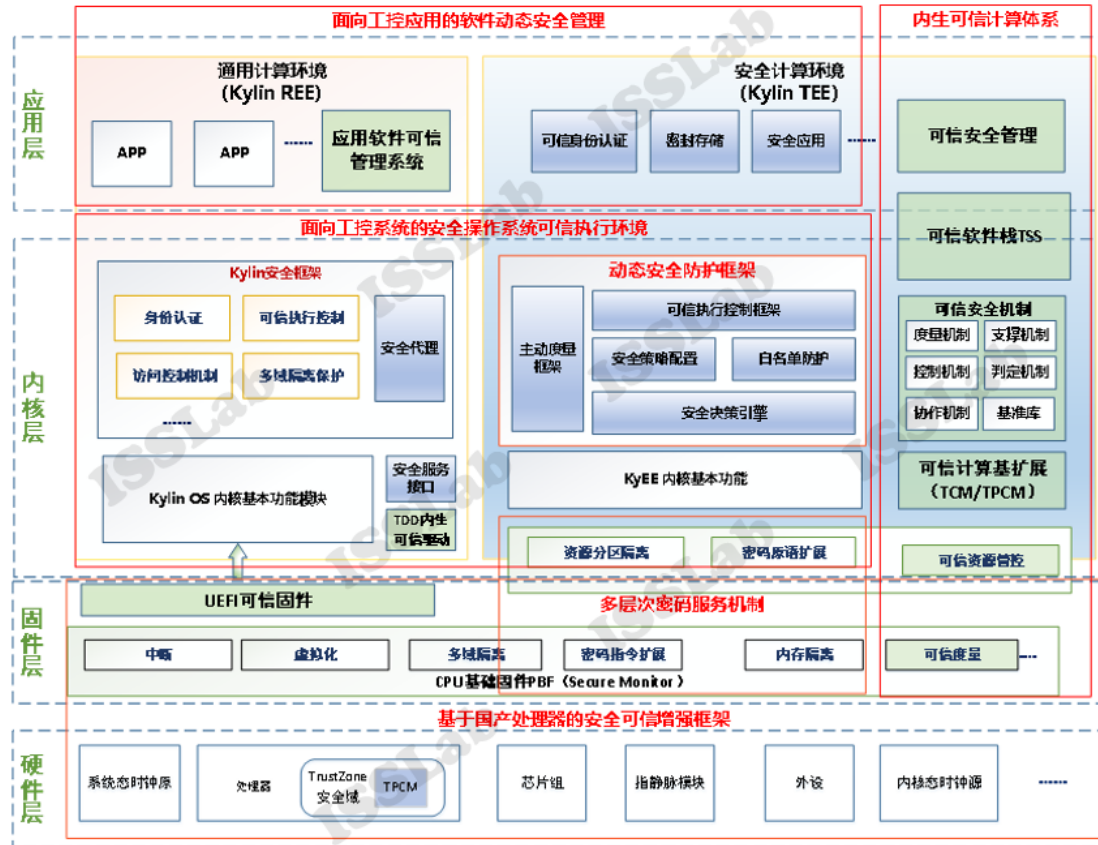 面向工控应用的软件动态安全管理
内生可信计算体系
应用层
通用计算环境
(Kylin REE)
APP
APP
......
应用软件可信
管理系统
安全计算环境
(Kylin TEE)
可信身份认证
密封存储
安全应用
......
可信安全管理
面向工控系统的安全操作系统可信执行环境
可信软件栈TSS
内核层
Kylin安全框架
身份认证
可信执行控制
访问控制机制
多域隔离保护
......
安全代理
动态安全防护框架
主动度量
框架
可信执行控制框架
安全策略配置
白名单防护
安全决策引擎
可信安全机制
度量机制
支撑机制
控制机制
判定机制
协作机制
基准库
Kylin OS 内核基本功能模块
安全服务
接口
TDD内生
可信驱动
KyEE 内核基本功能
可信计算基扩展
（TCM/TPCM）
资源分区隔离
密码原语扩展
可信资源管控
固件层
UEFI可信固件
多层次密码服务机制
中断
虚拟化
多域隔离
密码指令扩展
内存隔离
可信度量
...
CPU基础固件PBF（Secure Monitor）
基于国产处理器的安全可信增强框架
硬件层
系统态时钟源
处理器
TrustZone
安全域
TPCM
芯片组
指静脉模块
外设
内核态时钟源
......
ISSLab
ISSLab
ISSLab
ISSLab
ISSLab
ISSLab
ISSLab
ISSLab
ISSLab